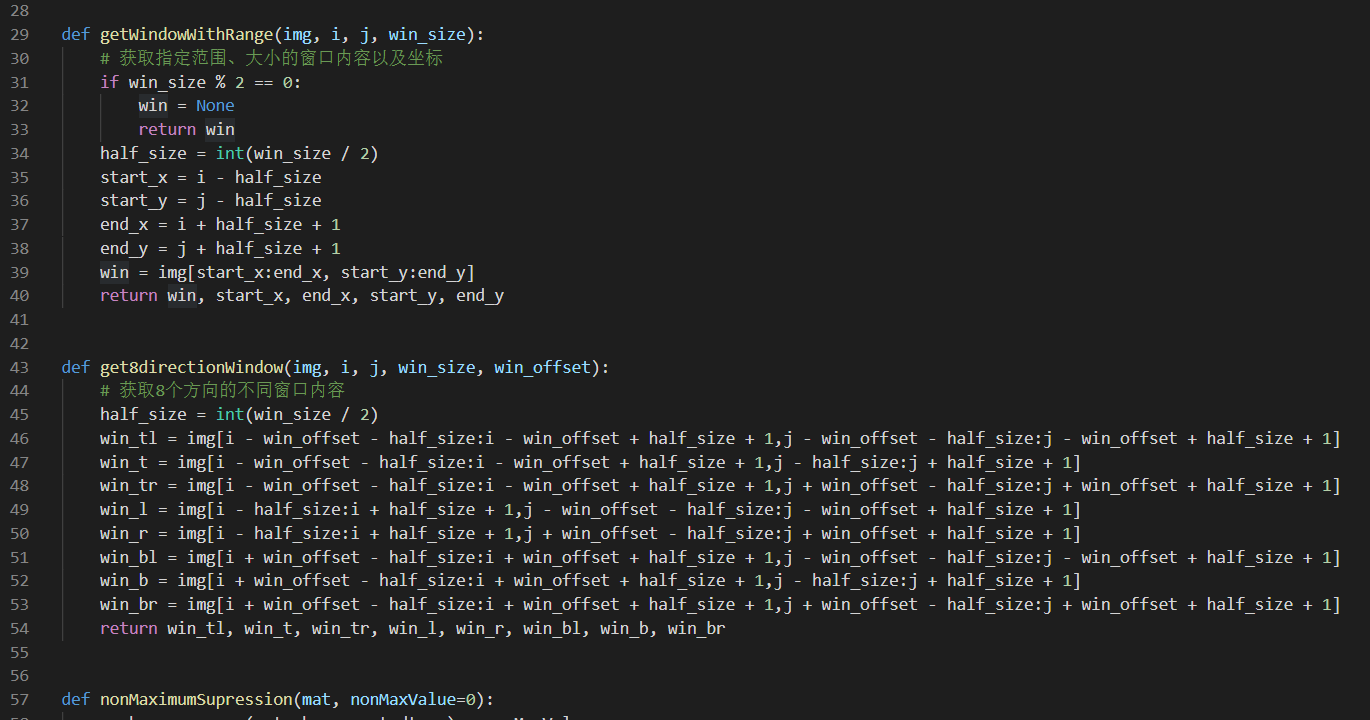 28
29 def getWindowWithRange(img, i, j, win_size):
30     # 获取指定范围、大小的窗口内容以及坐标
31     if win_size % 2 == 0:
32         win = None
33         return win
34     half_size = int(win_size / 2)
35     start_x = i - half_size
36     start_y = j - half_size
37     end_x = i + half_size + 1
38     end_y = j + half_size + 1
39     win = img[start_x:end_x, start_y:end_y]
40     return win, start_x, end_x, start_y, end_y
41
42
43 def get8directionWindow(img, i, j, win_size, win_offset):
44     # 获取8个方向的不同窗口内容
45     half_size = int(win_size / 2)
46     win_tl = img[i - win_offset - half_size:i - win_offset + half_size + 1,j - win_offset - half_size:j - win_offset + half_size + 1]
47     win_t = img[i - win_offset - half_size:i - win_offset + half_size + 1,j - half_size:j + half_size + 1]
48     win_tr = img[i - win_offset - half_size:i - win_offset + half_size + 1,j + win_offset - half_size:j + win_offset + half_size + 1]
49     win_l = img[i - half_size:i + half_size + 1,j - win_offset - half_size:j - win_offset + half_size + 1]
50     win_r = img[i - half_size:i + half_size + 1,j + win_offset - half_size:j + win_offset + half_size + 1]
51     win_bl = img[i + win_offset - half_size:i + win_offset + half_size + 1,j - win_offset - half_size:j - win_offset + half_size + 1]
52     win_b = img[i + win_offset - half_size:i + win_offset + half_size + 1,j - half_size:j + half_size + 1]
53     win_br = img[i + win_offset - half_size:i + win_offset + half_size + 1,j + win_offset - half_size:j + win_offset + half_size + 1]
54     return win_tl, win_t, win_tr, win_l, win_r, win_bl, win_b, win_br
55
56
57 def nonMaximumSupression(mat, nonMaxValue=0):